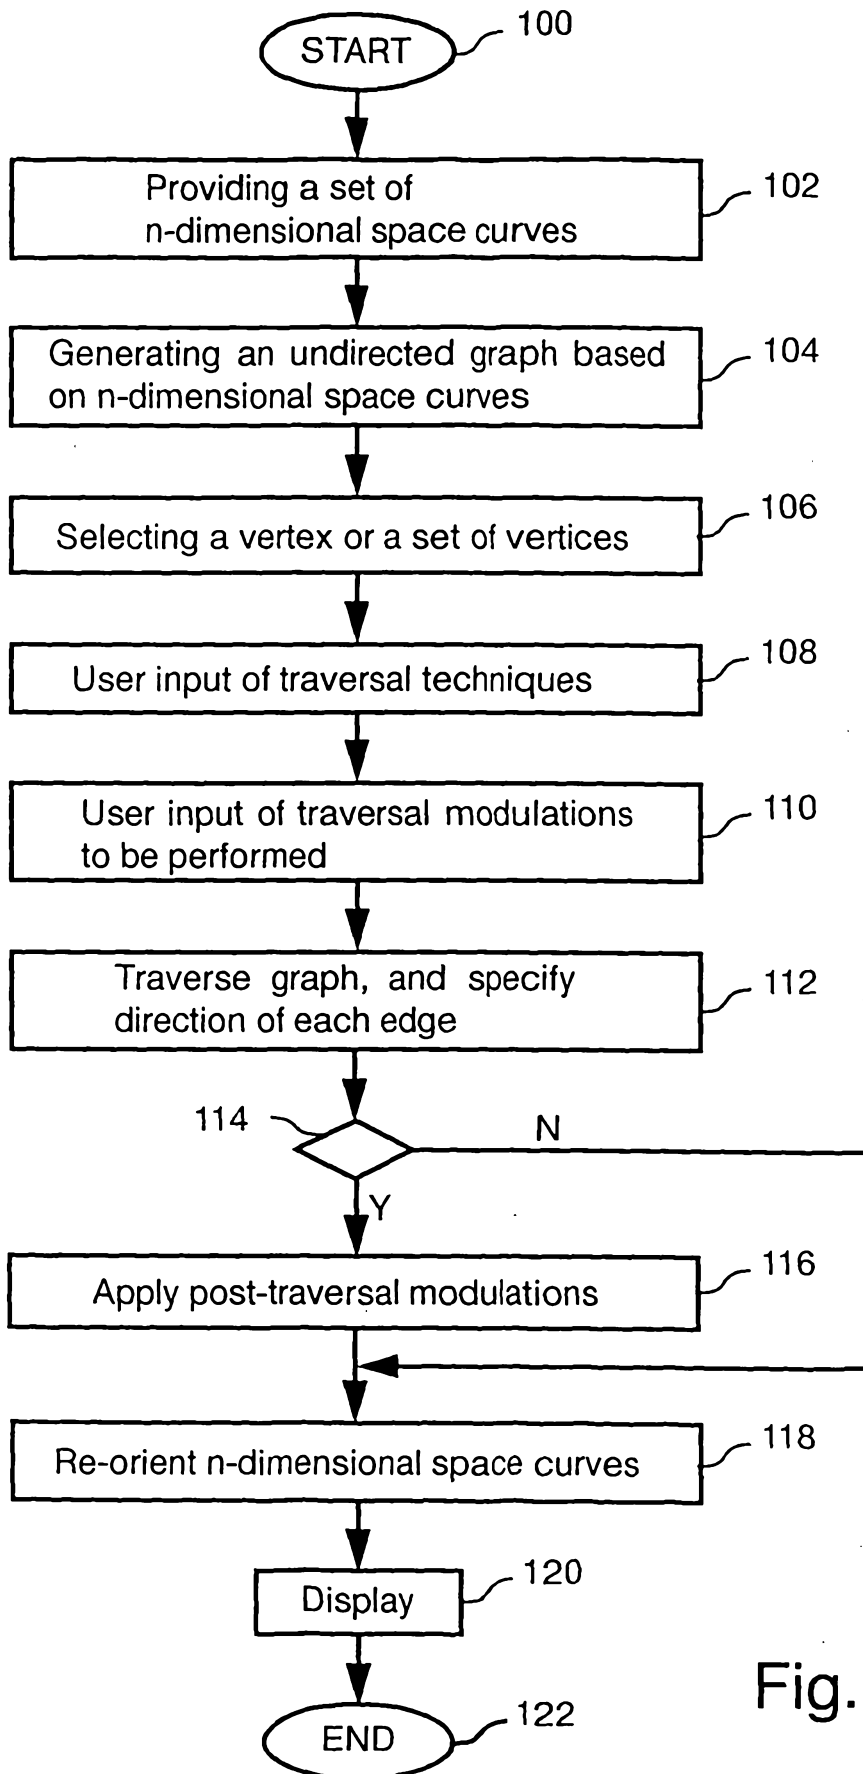 START
100
Providing a set of
n-dimensional space curves
102
Generating an undirected graph based
on n-dimensional space curves
104
Selecting a vertex or a set of vertices
106
User input of traversal techniques
108
User input of traversal modulations
to be performed
110
Traverse graph, and specify
direction of each edge
112
114
N
Y
Apply post-traversal modulations
116
Re-orient n-dimensional space curves
118
Display
120
Fig.
END
122